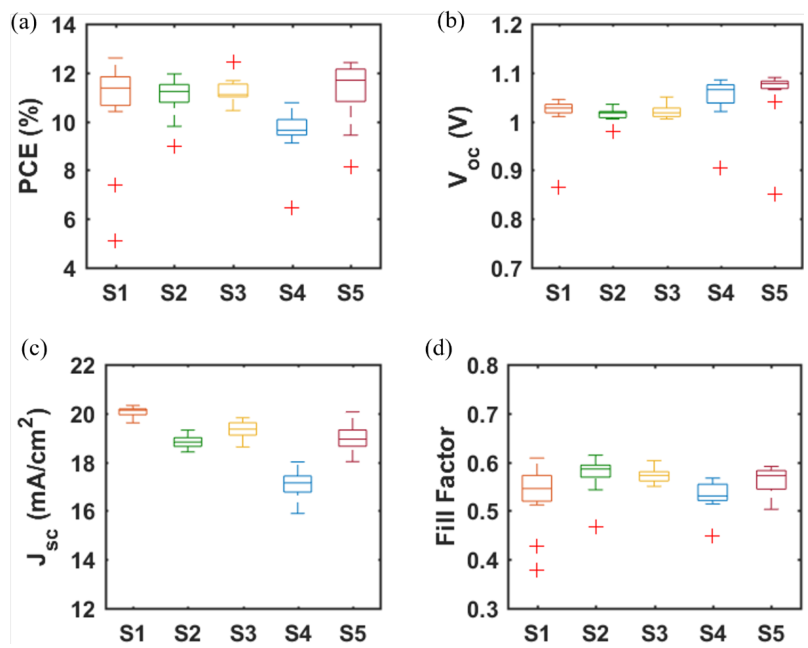 (a)
14
12
10
8
6
4
PCE (%)
S1 S2 S3 S4 S5
(b)
1.2
1.1
1
0.9
0.8
0.7
Voc (V)
S1 S2 S3 S4 S5
(c)
22
20
18
16
14
12
Jsc (mA/cm²)
S1 S2 S3 S4 S5
(d)
0.8
0.7
0.6
0.5
0.4
0.3
Fill Factor
S1 S2 S3 S4 S5